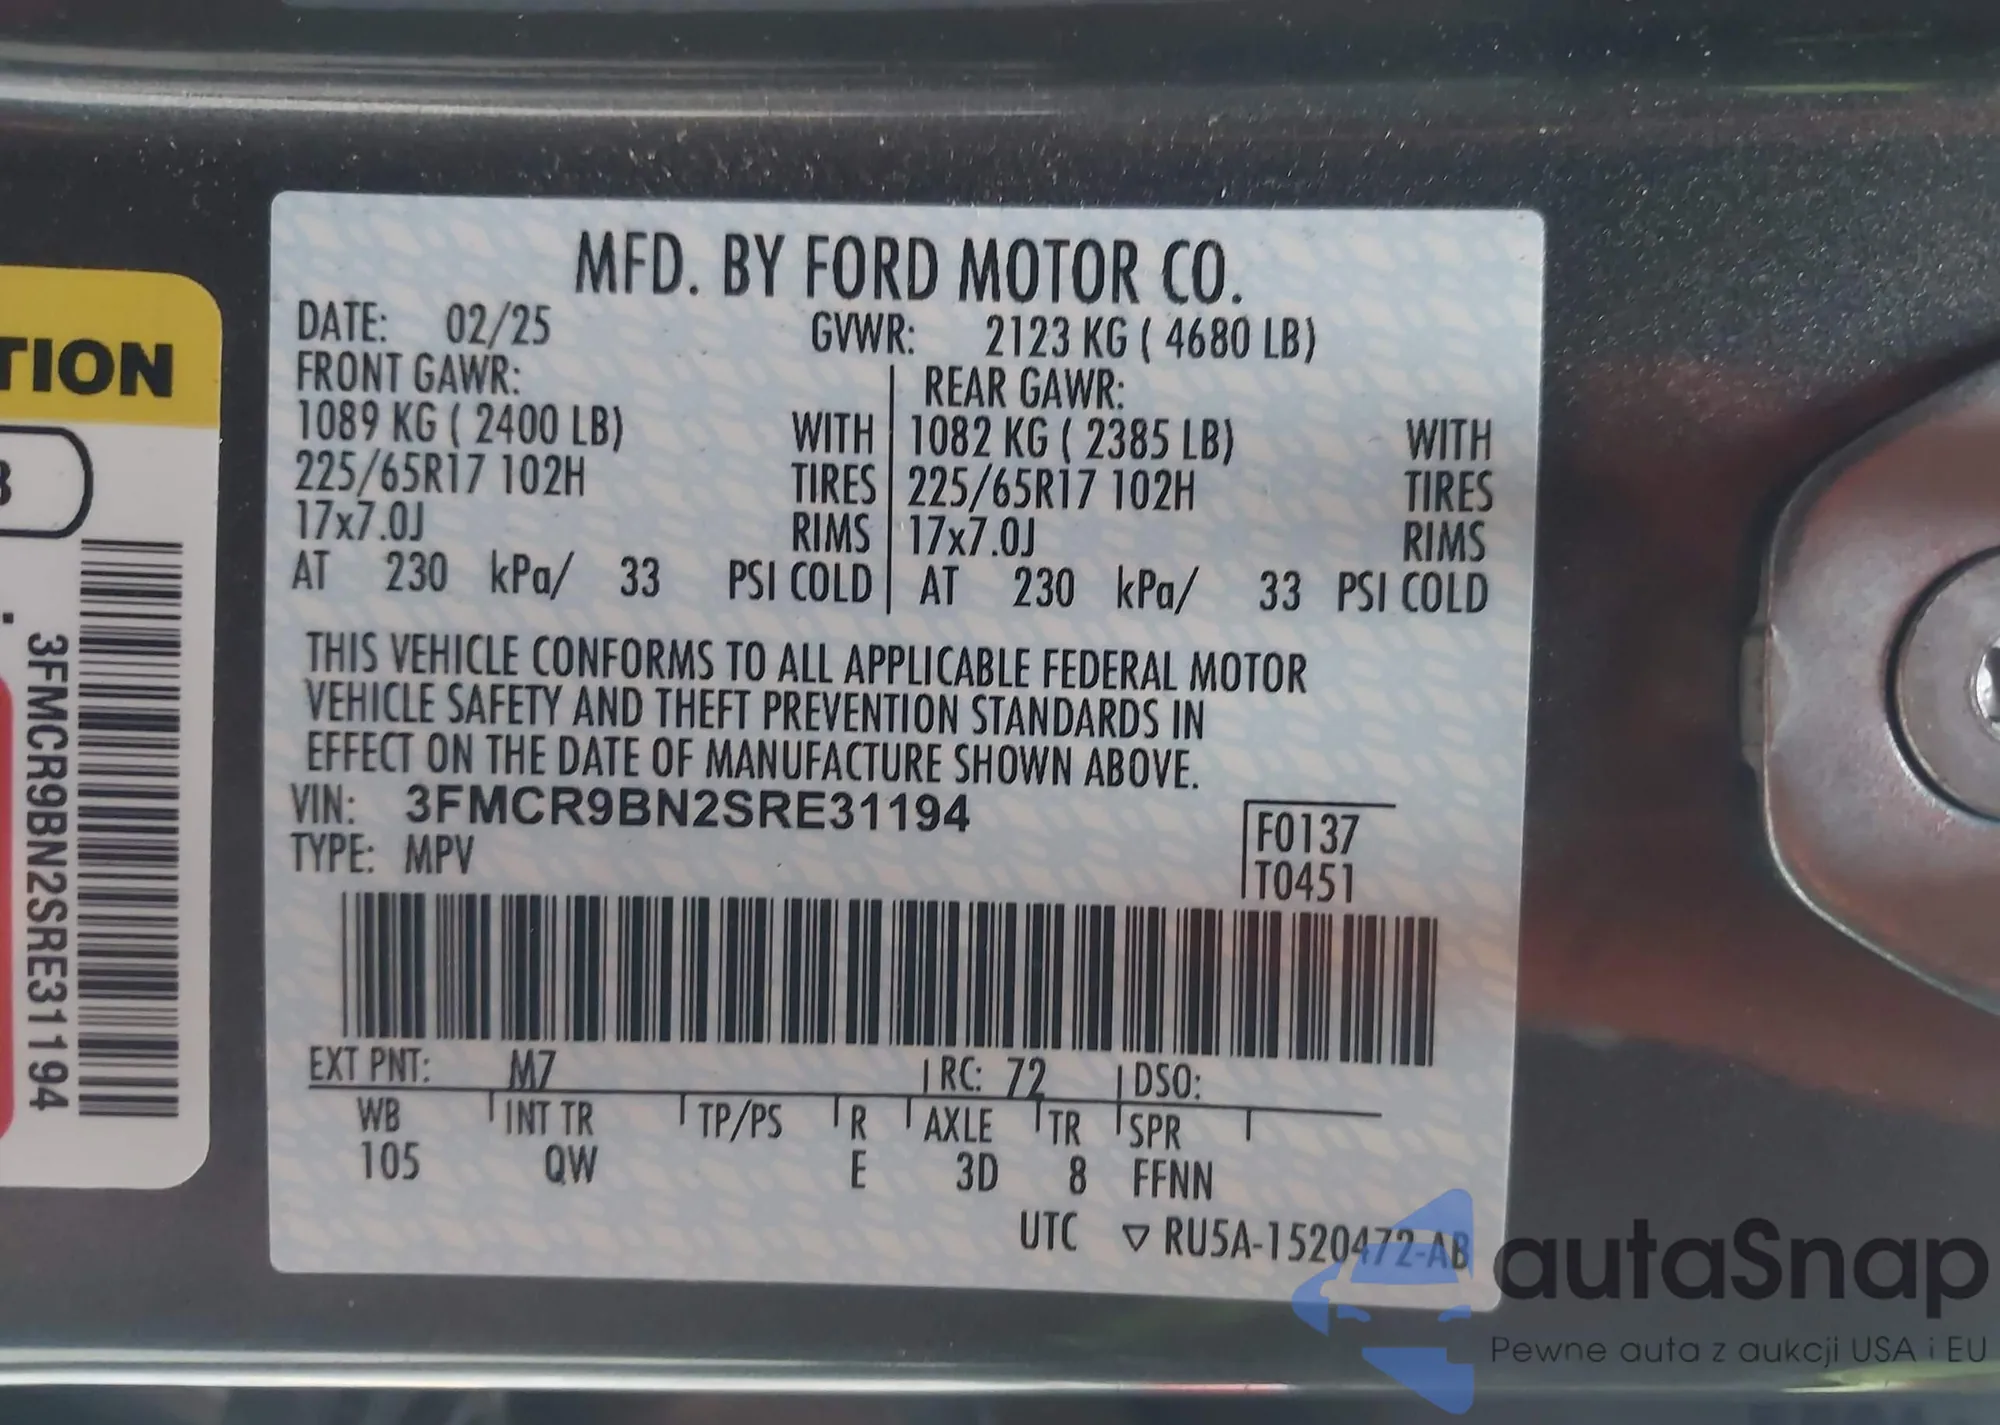 TION
3FMCR9BN2SRE31194
MFD. BY FORD MOTOR CO.
DATE: 02/25 GVWR: 2123 KG ( 4680 LB)
FRONT GAWR: REAR GAWR:
1089 KG ( 2400 LB) WITH 1082 KG ( 2385 LB) WITH
225/65R17 102H TIRES 225/65R17 102H TIRES
17x7.0J RIMS 17x7.0J RIMS
AT 230 kPa/ 33 PSI COLD AT 230 kPa/ 33 PSI COLD
THIS VEHICLE CONFORMS TO ALL APPLICABLE FEDERAL MOTOR
VEHICLE SAFETY AND THEFT PREVENTION STANDARDS IN
EFFECT ON THE DATE OF MANUFACTURE SHOWN ABOVE.
VIN: 3FMCR9BN2SRE31194 F0137
TYPE: MPV T0451
EXT PNT: M7 RC: 72 DSO:
WB INT TR TP/PS R AXLE TR SPR
105 QW E 3D 8 FFNN
UTC ▽ RU5A-1520472-AB
autaSnap
Pewne auta z aukcji USA i EU